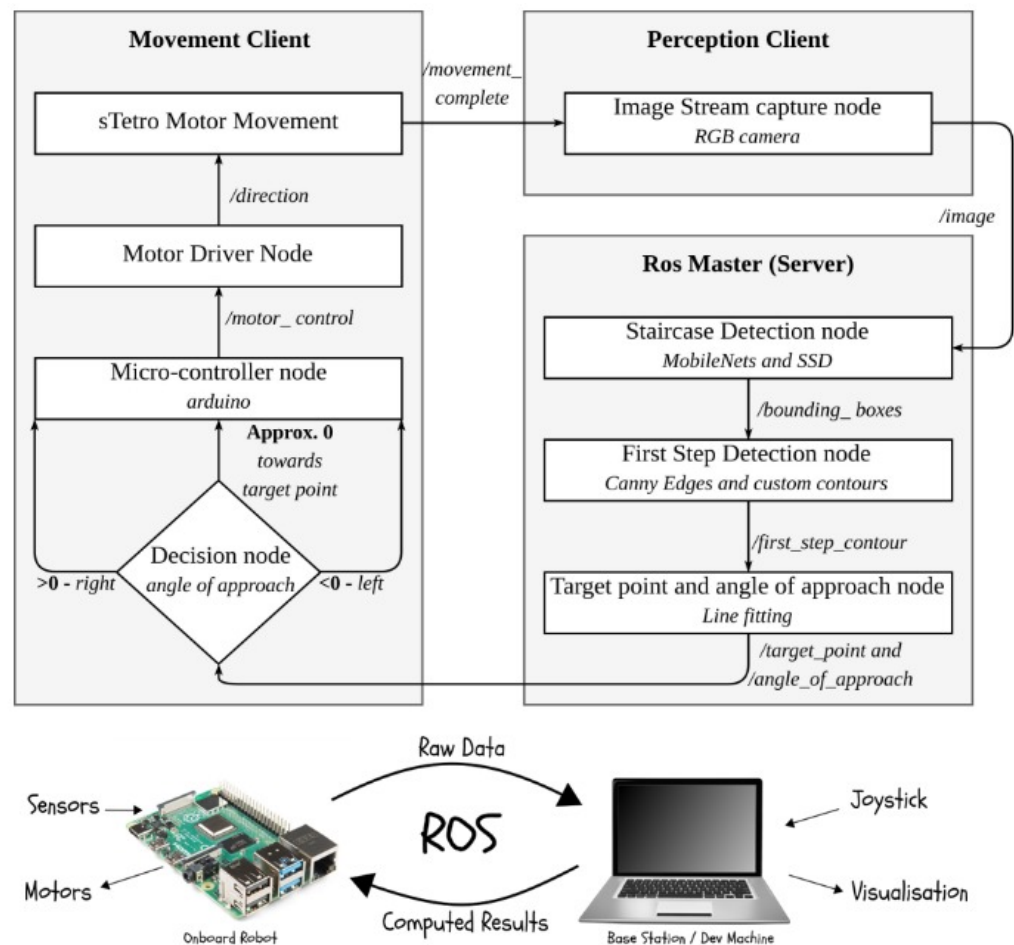 Movement Client
sTetro Motor Movement
/direction
Motor Driver Node
/motor_ control
Micro-controller node
arduino
Approx. 0
towards
target point
Decision node
angle of approach
>0 - right
<0 - left
/movement_
complete
Perception Client
Image Stream capture node
RGB camera
/image
Ros Master (Server)
Staircase Detection node
MobileNets and SSD
/bounding_ boxes
First Step Detection node
Canny Edges and custom contours
/first_step_contour
Target point and angle of approach node
Line fitting
/target_point and
/angle_of_approach
Raw Data
Sensors
Motors
ROS
Joystick
Visualisation
Computed Results
Onboard Robot
Base Station / Dev Machine